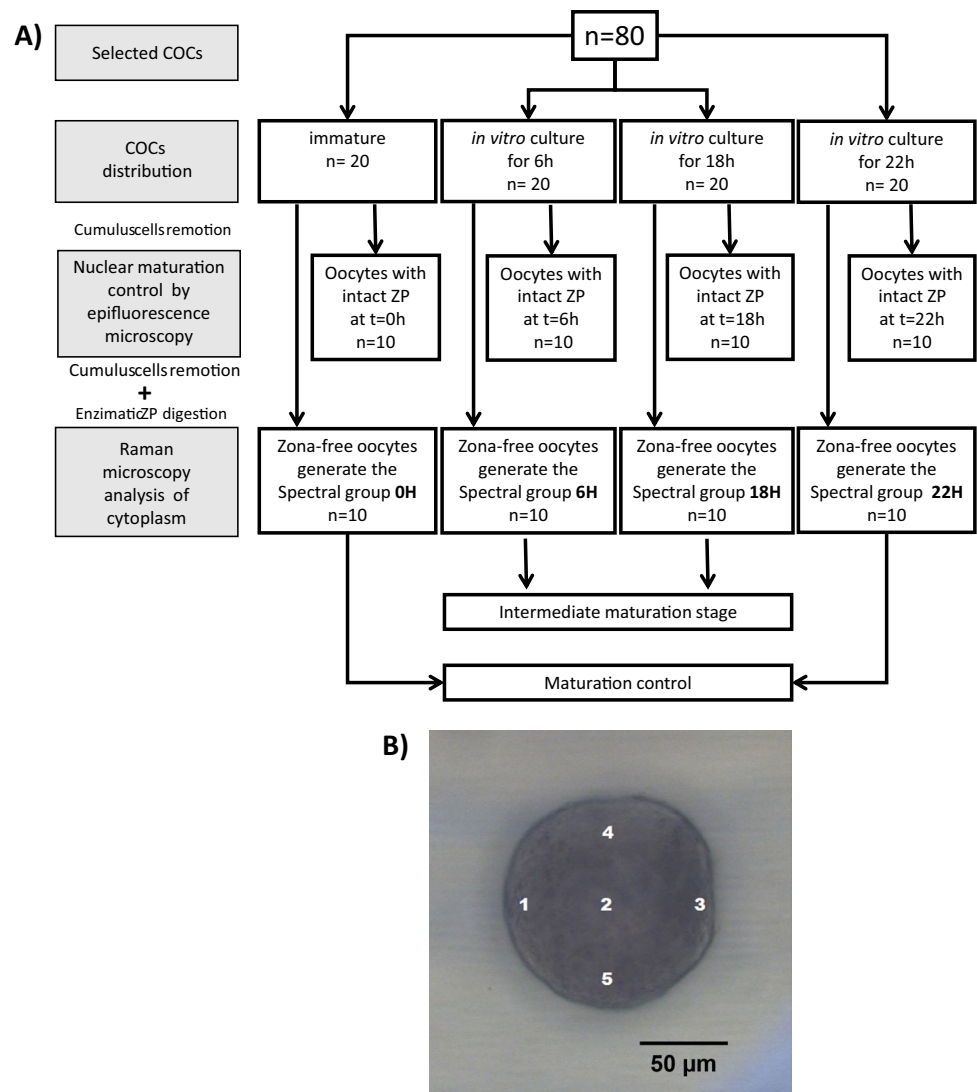 A)
Selected COCs
n=80
COCs
distribution
immature
n= 20
in vitro culture
for 6h
n= 20
in vitro culture
for 18h
n= 20
in vitro culture
for 22h
n= 20
Cumuluscells remotion
Nuclear maturation
control by
epifluorescence
microscopy
Oocytes with
intact ZP
at t=0h
n=10
Oocytes with
intact ZP
at t=6h
n=10
Oocytes with
intact ZP
at t=18h
n=10
Oocytes with
intact ZP
at t=22h
n=10
Cumuluscells remotion
+
EnzimaticZP digestion
Raman
microscopy
analysis of
cytoplasm
Zona-free oocytes
generate the
Spectral group 0H
n=10
Zona-free oocytes
generate the
Spectral group 6H
n=10
Zona-free oocytes
generate the
Spectral group 18H
n=10
Zona-free oocytes
generate the
Spectral group 22H
n=10
Intermediate maturation stage
Maturation control
B)
4
1 2 3
5
50 µm